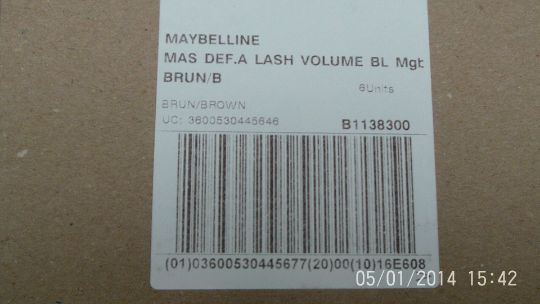 MAYBELLINE
MAS DEF.A LASH VOLUME BL Mgt
BRUN/B
6Units
BRUN/BROWN
UC: 3600530445646
B1138300
(01)03600530445677(20)00(10)16E608
05/01/2014 15:42